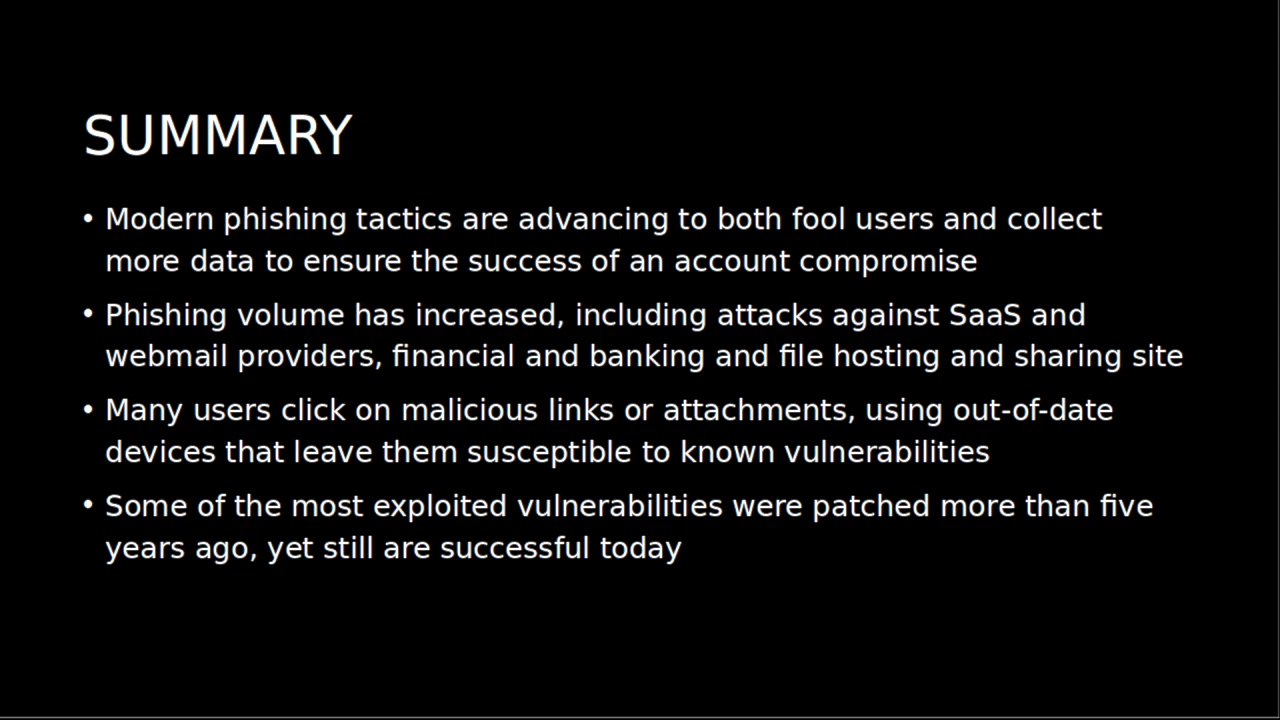 SUMMARY
• Modern phishing tactics are advancing to both fool users and collect
more data to ensure the success of an account compromise
• Phishing volume has increased, including attacks against SaaS and
webmail providers, financial and banking and file hosting and sharing site
• Many users click on malicious links or attachments, using out-of-date
devices that leave them susceptible to known vulnerabilities
• Some of the most exploited vulnerabilities were patched more than five
years ago, yet still are successful today